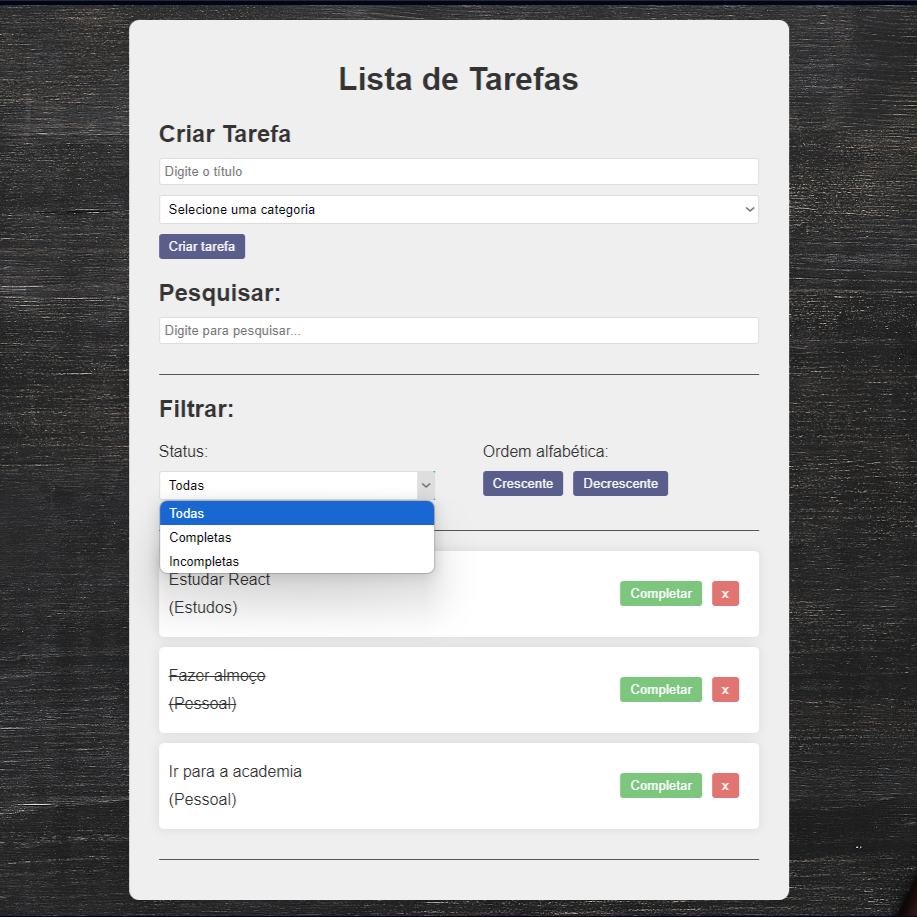 Lista de Tarefas
Criar Tarefa
Digite o título
Selecione uma categoria
Criar tarefa
Pesquisar:
Digite para pesquisar...
Filtrar:
Status:
Ordem alfabética:
Todas
Crescente Decrescente
Todas
Completas
Incompletas
Estudar React
(Estudos)
Completar x
Fazer almoço
(Pessoal)
Completar x
Ir para a academia
(Pessoal)
Completar x